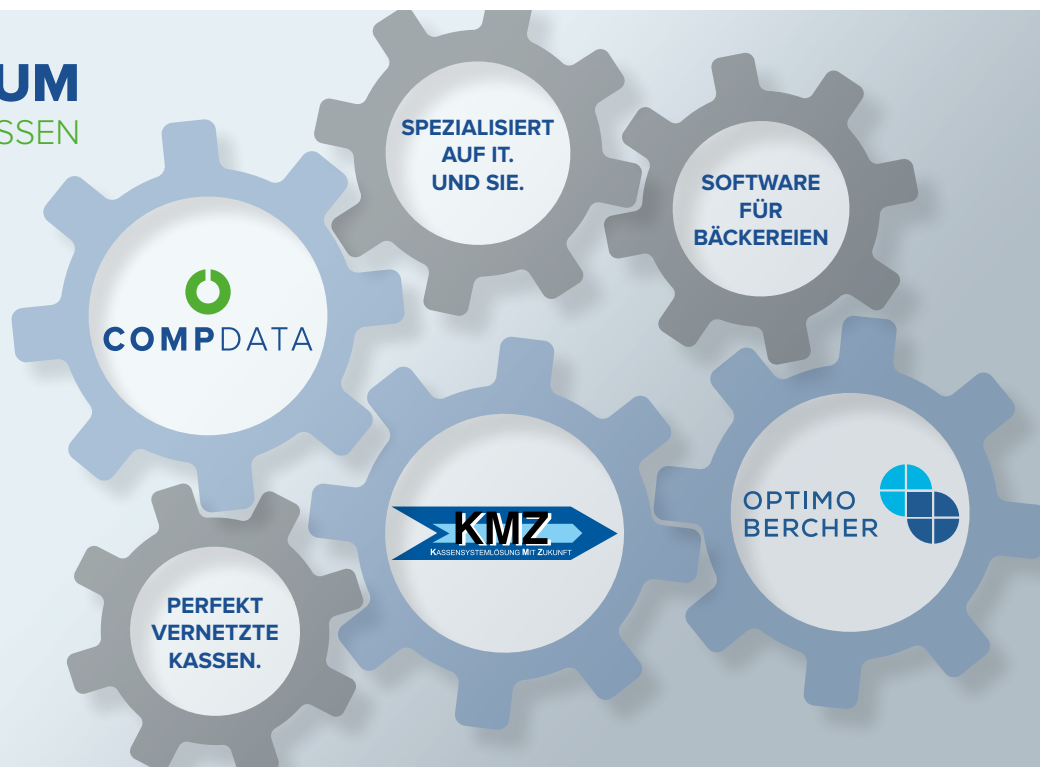 UM
SSEN
SPEZIALISIERT
AUF IT.
UND SIE.
SOFTWARE
FÜR
BÄCKEREIEN
COMPDATA
OPTIMO
BERCHER
KMZ
KASSENSYSTEMLÖSUNG MIT ZUKUNFT
PERFEKT
VERNETZTE
KASSEN.